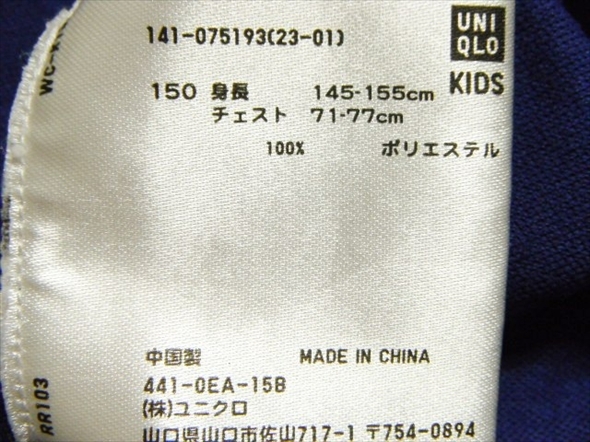 141-075193(23-01)
UNI
QLO
KIDS
150 身長 145-155cm
チェスト 71-77cm
100% ポリエステル
中国製 MADE IN CHINA
441-0EA-15B
(株)ユニクロ
山口県山口市佐山717-1 〒754-0894
RR103